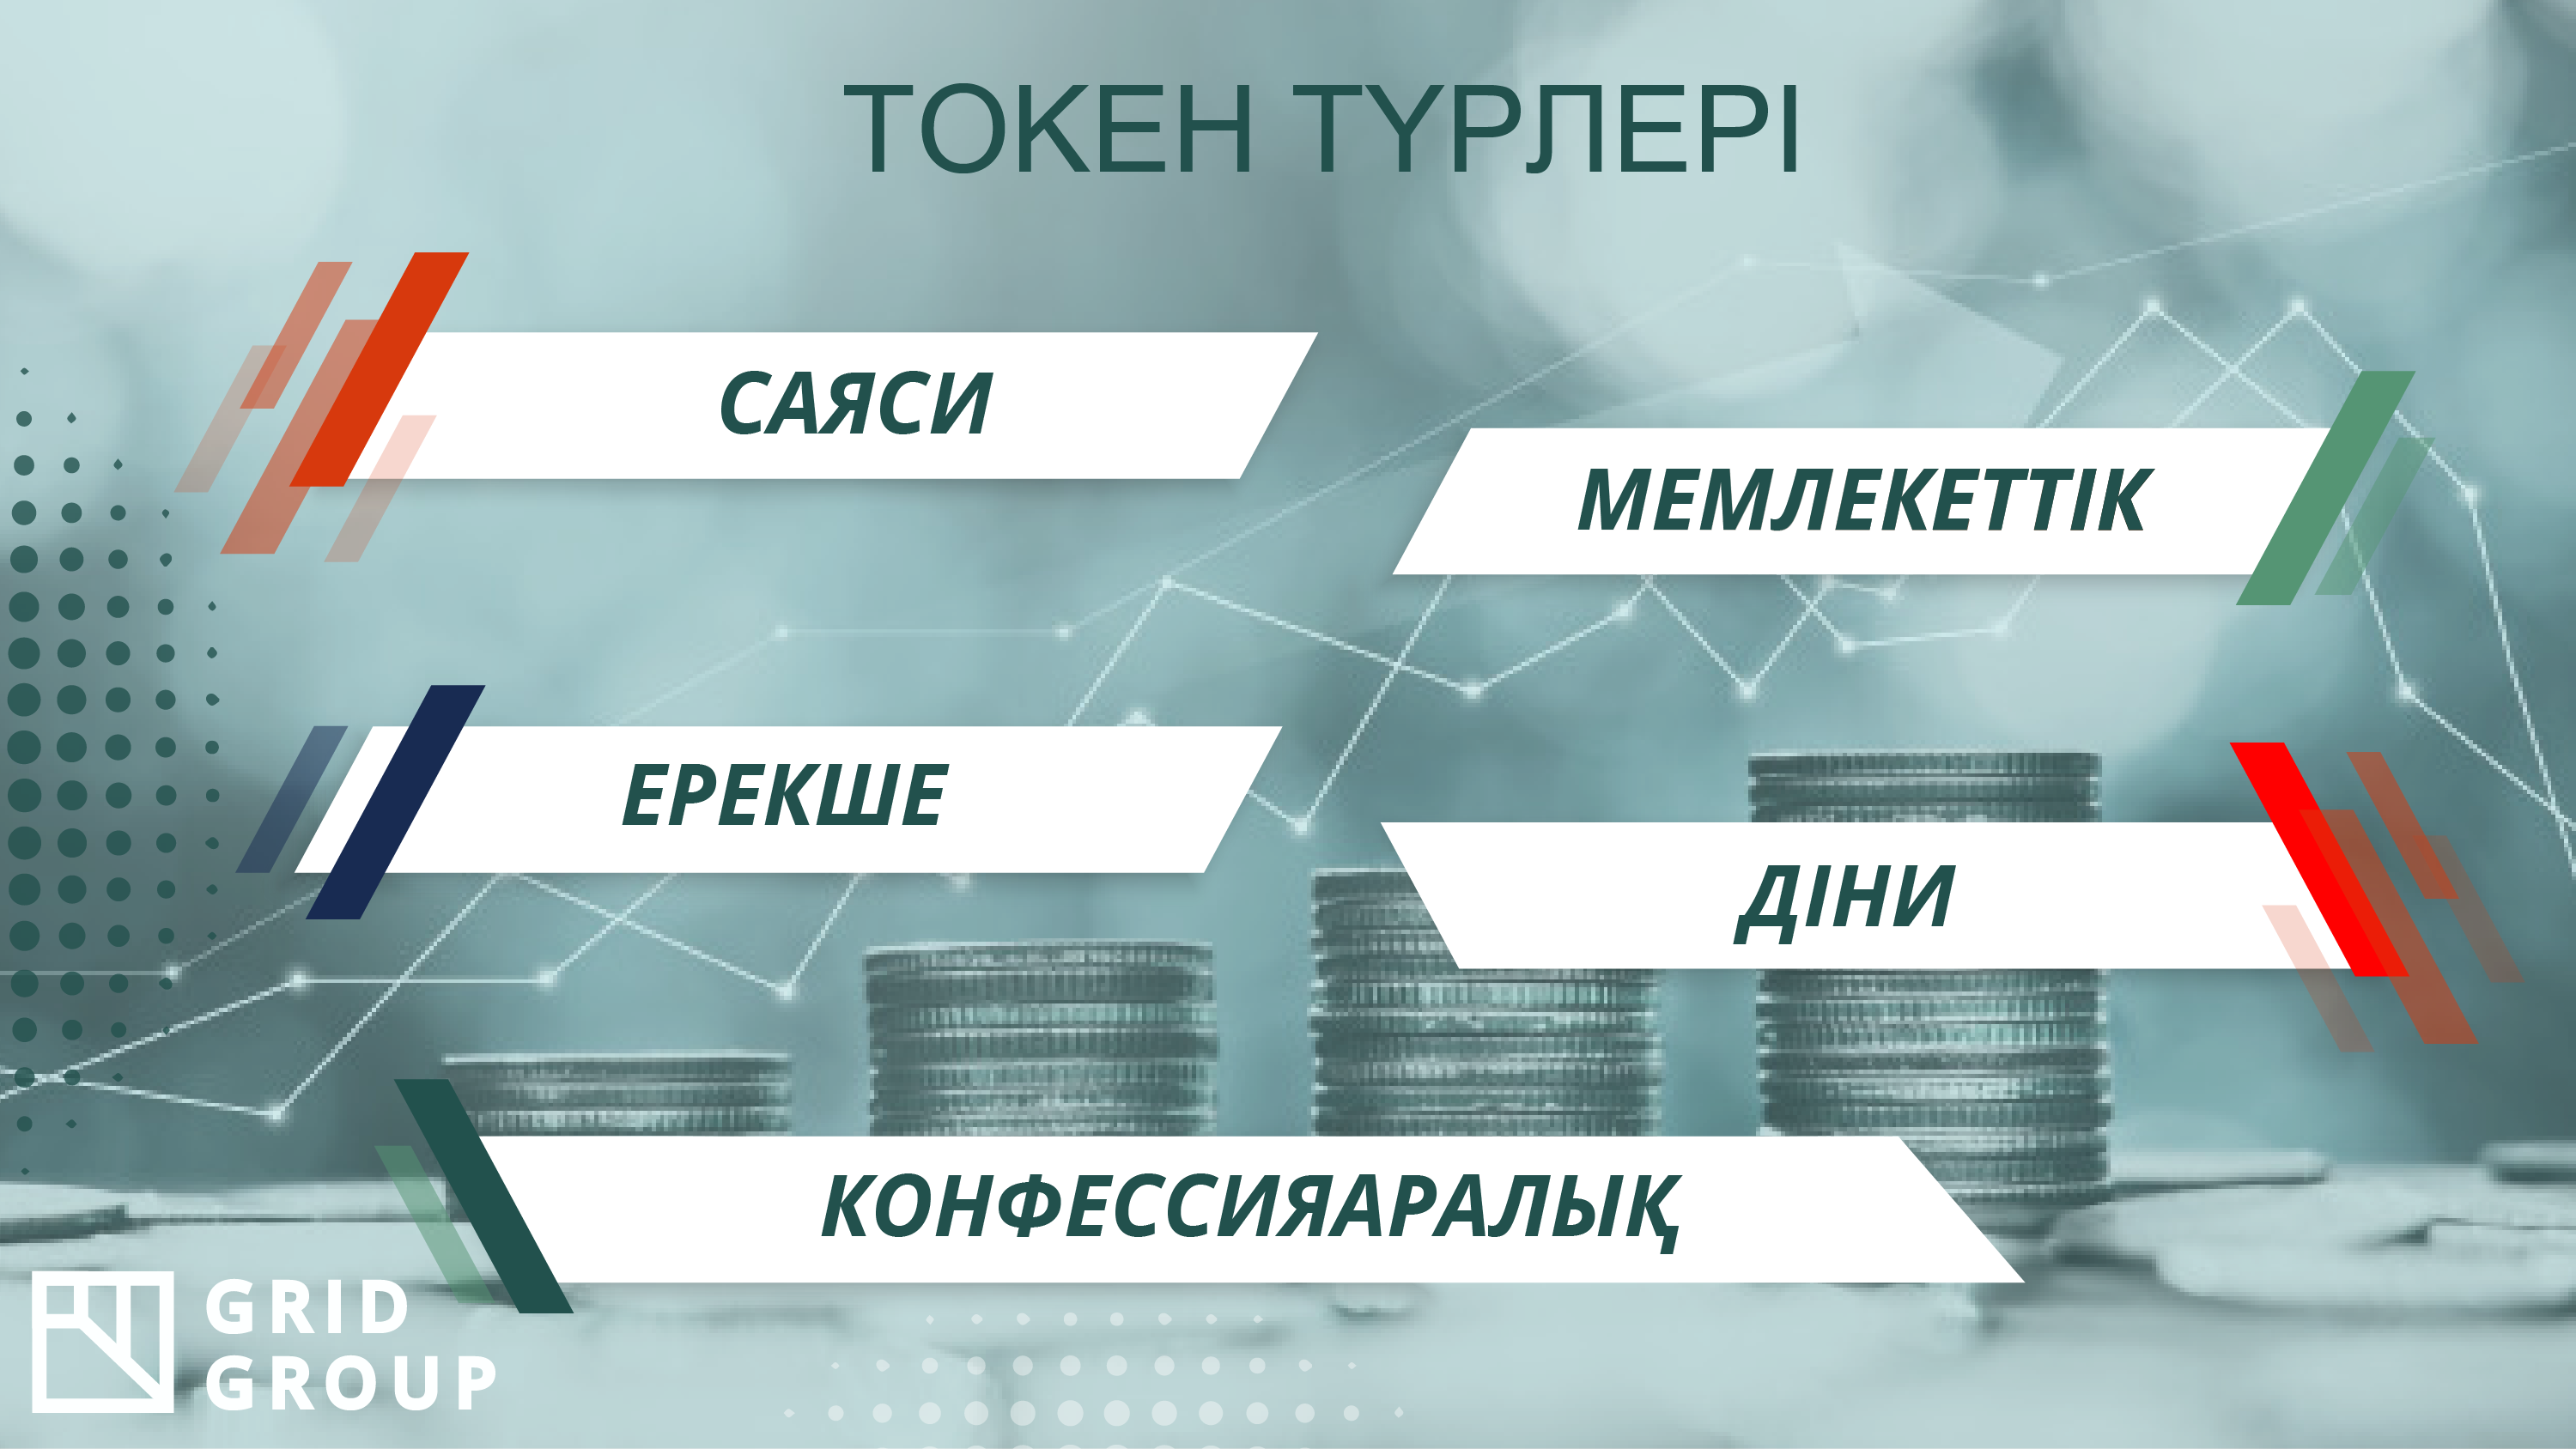 ТОКЕН ТҮРЛЕРІ
САЯСИ
МЕМЛЕКЕТТІК
ЕРЕКШЕ
ДІНИ
КОНФЕССИЯАРАЛЫҚ
GRID
GROUP